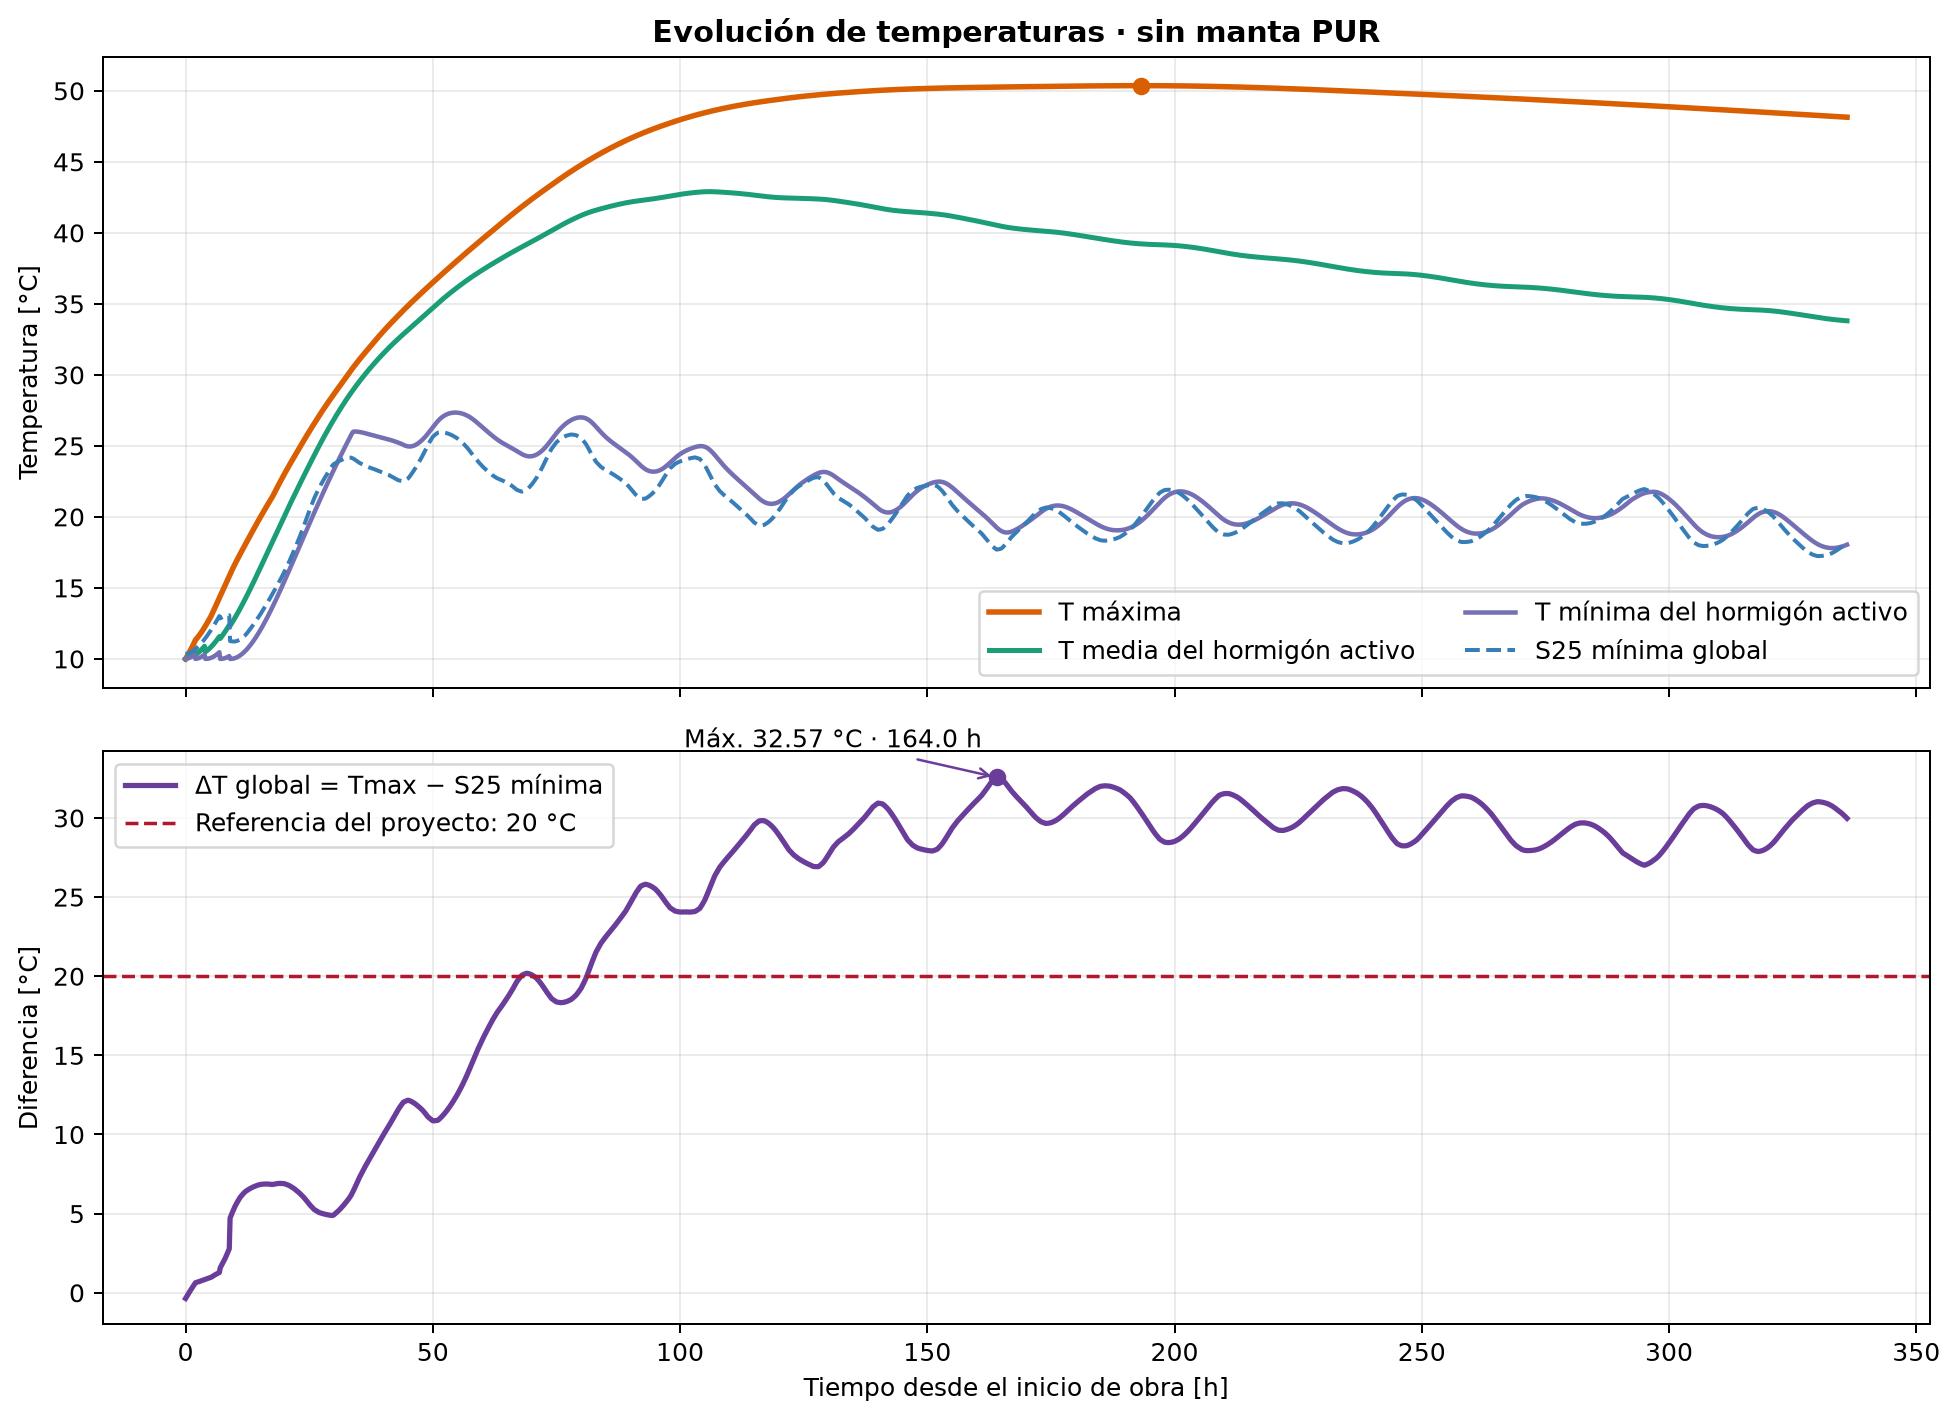 Evolución de temperaturas · sin manta PUR
Temperatura [°C]
50
45
40
35
30
25
20
15
10
T máxima
T media del hormigón activo
T mínima del hormigón activo
S25 mínima global
Máx. 32.57 °C · 164.0 h
ΔT global = Tmax − S25 mínima
Referencia del proyecto: 20 °C
Diferencia [°C]
30
25
20
15
10
5
0
0 50 100 150 200 250 300 350
Tiempo desde el inicio de obra [h]